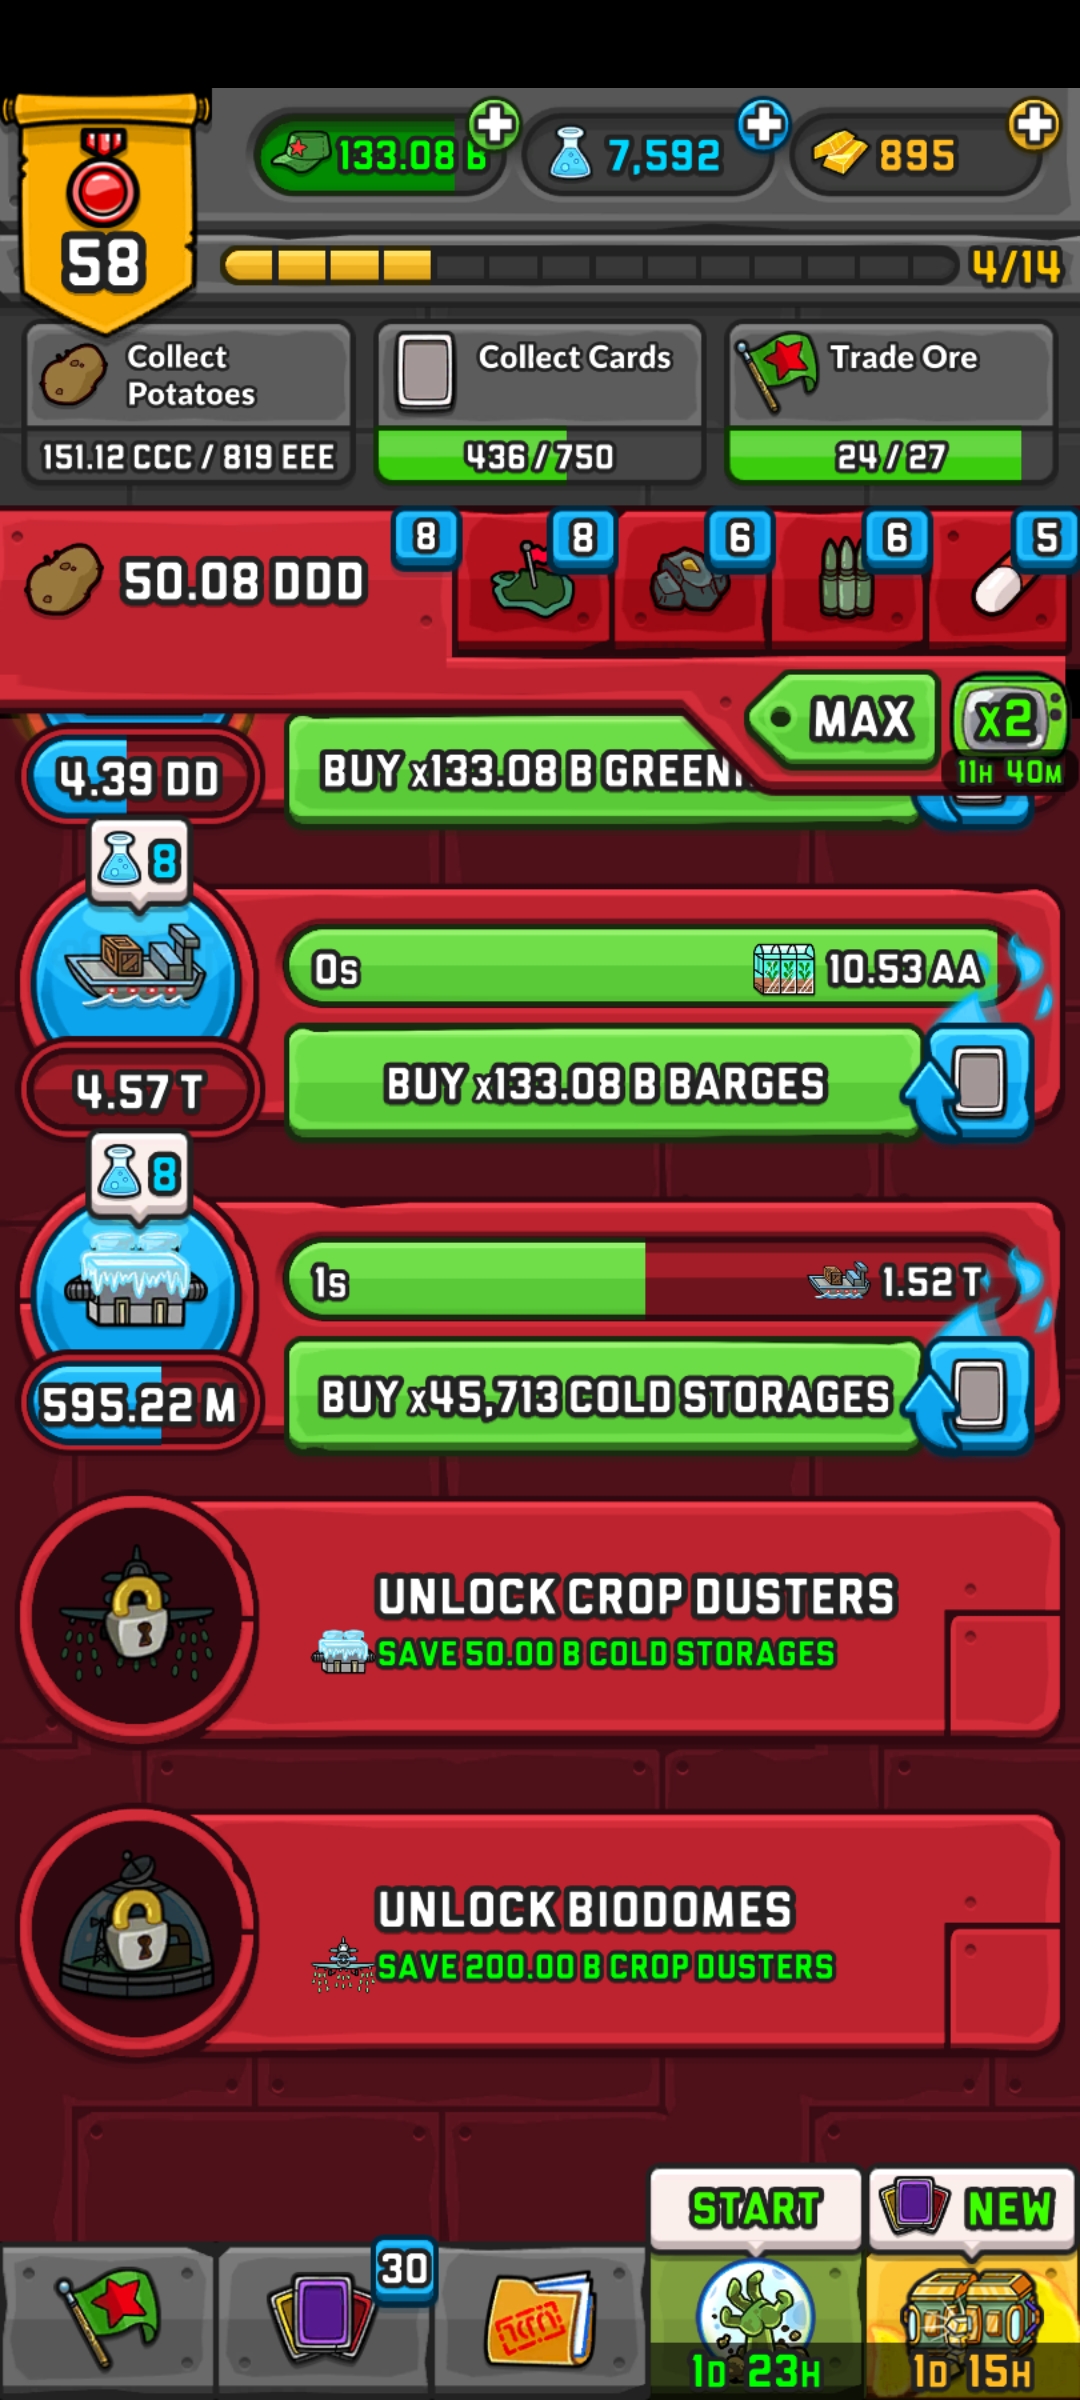 58
133.08 B
7,592
895
4/14
Collect
Potatoes
151.12 CCC / 819 EEE
Collect Cards
436 / 750
Trade Ore
24 / 27
50.08 DDD
8
8
6
6
5
MAX
x2
11H 40M
4.39 DD
BUY x133.08 B GREEN
8
0s
10.53 AA
4.57 T
BUY x133.08 B BARGES
8
1s
1.52 T
595.22 M
BUY x45,713 COLD STORAGES
UNLOCK CROP DUSTERS
SAVE 50.00 B COLD STORAGES
UNLOCK BIODOMES
SAVE 200.00 B CROP DUSTERS
START
NEW
30
1D 23H
1D 15H